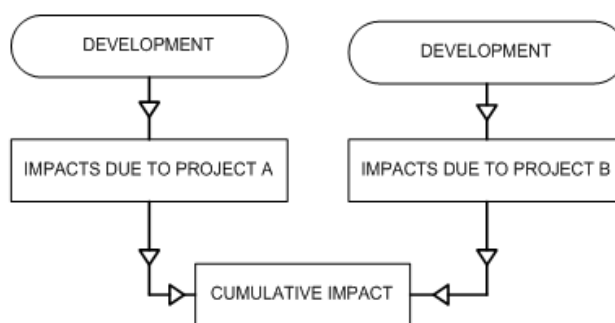 DEVELOPMENT
DEVELOPMENT
IMPACTS DUE TO PROJECT A
IMPACTS DUE TO PROJECT B
CUMULATIVE IMPACT